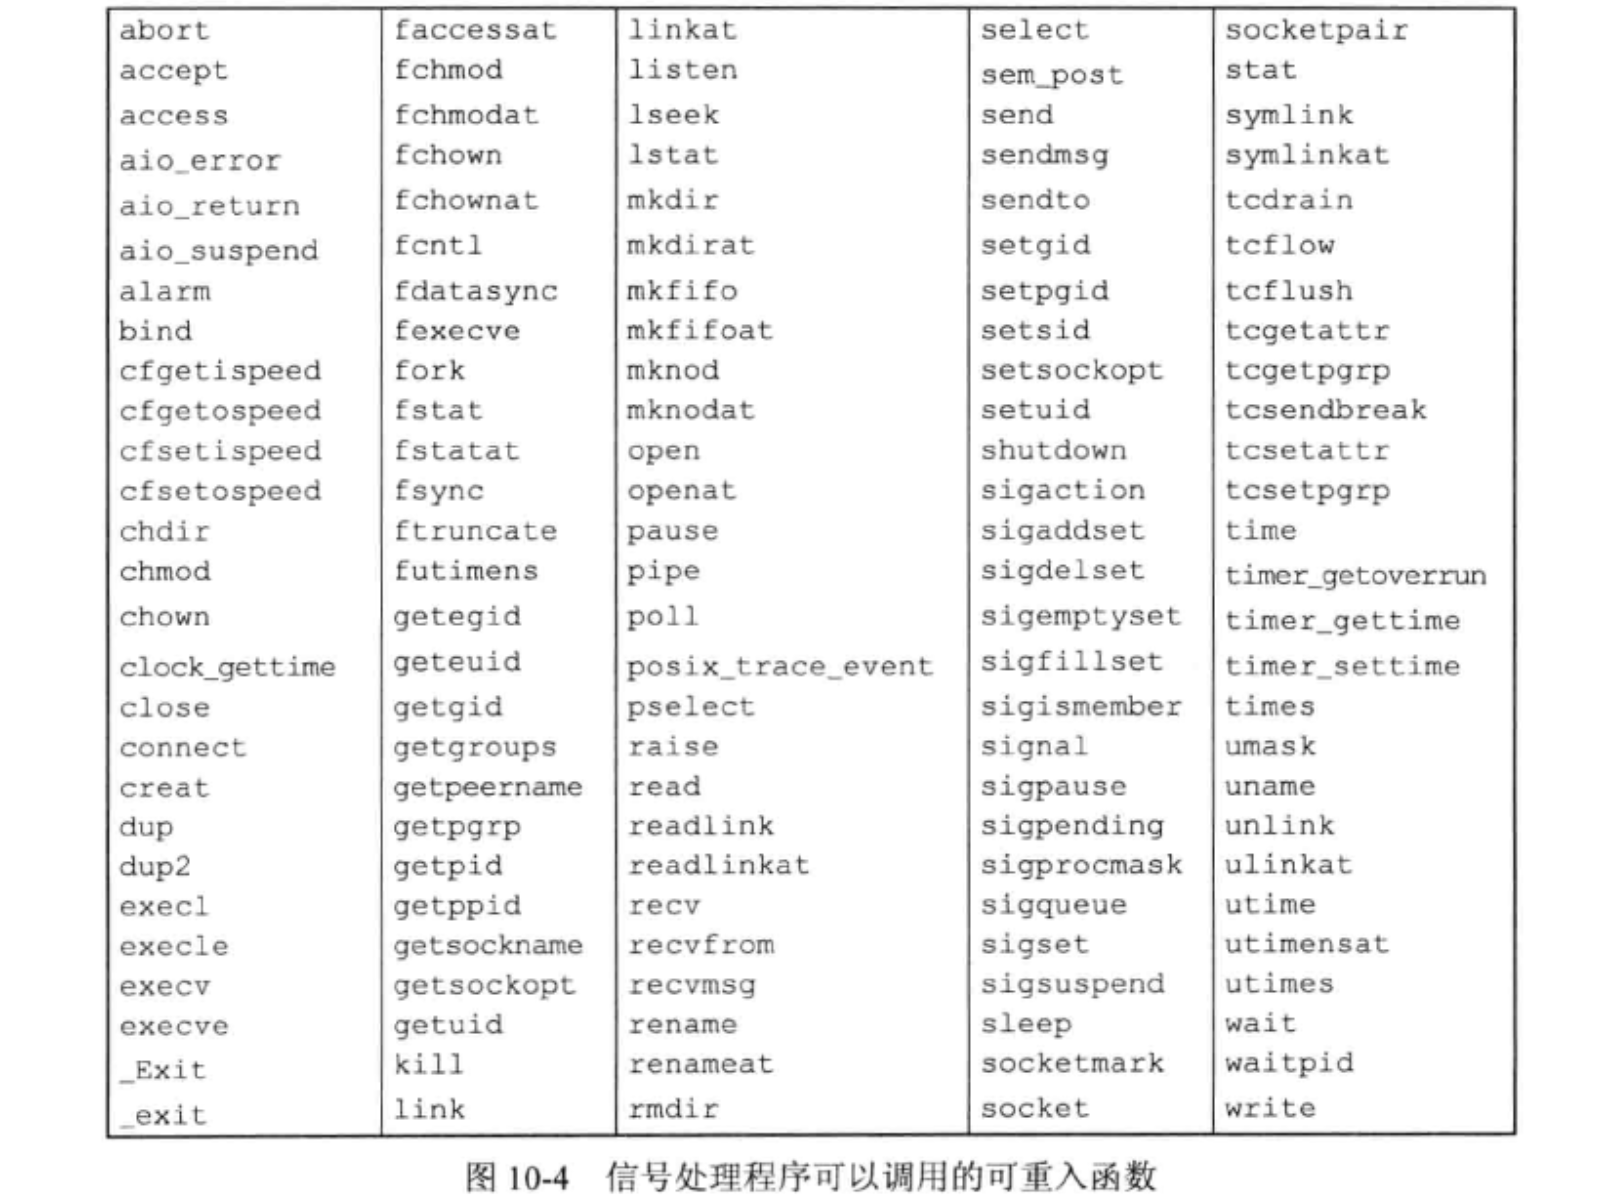 abort faccessat linkat select socketpair
accept fchmod listen sem_post stat
access fchmodat lseek send symlink
aio_error fchown lstat sendmsg symlinkat
aio_return fchownat mkdir sendto tcdrain
aio_suspend fcntl mkdirat setgid tcflow
alarm fdatasync mkfifo setpgid tcflush
bind fexecve mkfifoat setsid tcgetattr
cfgetispeed fork mknod setsockopt tcgetpgrp
cfgetospeed fstat mknodat setuid tcsendbreak
cfsetispeed fstatat open shutdown tcsetattr
cfsetospeed fsync openat sigaction tcsetpgrp
chdir ftruncate pause sigaddset time
chmod futimens pipe sigdelset timer_getoverrun
chown getegid poll sigemptyset timer_gettime
clock_gettime geteuid posix_trace_event sigfillset timer_settime
close getgid pselect sigismember times
connect getgroups raise signal umask
creat getpeername read sigpause uname
dup getpgrp readlink sigpending unlink
dup2 getpid readlinkat sigprocmask ulinkat
execl getppid recv sigqueue utime
execle getsockname recvfrom sigset utimensat
execv getsockopt recvmsg sigsuspend utimes
execve getuid rename sleep wait
_Exit kill renameat socketmark waitpid
_exit link rmdir socket write
图 10-4 信号处理程序可以调用的可重入函数